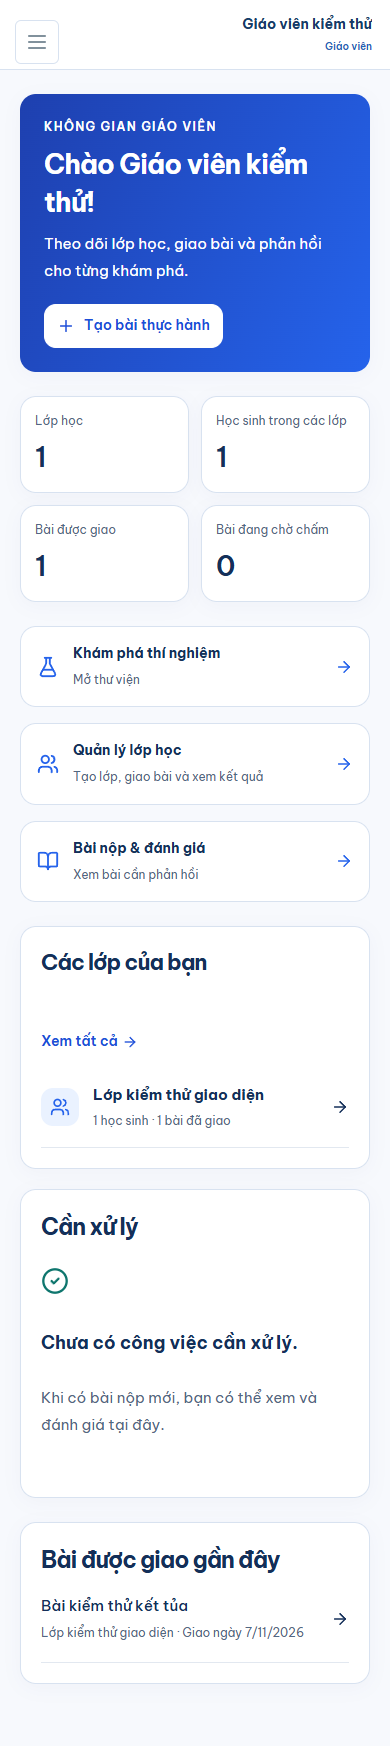 Giáo viên kiểm thử
Giáo viên
KHÔNG GIAN GIÁO VIÊN
Chào Giáo viên kiểm
thử!
Theo dõi lớp học, giao bài và phản hồi
cho từng khám phá.
Tạo bài thực hành
Lớp học
1
Học sinh trong các lớp
1
Bài được giao
1
Bài đang chờ chấm
0
Khám phá thí nghiệm
Mở thư viện
Quản lý lớp học
Tạo lớp, giao bài và xem kết quả
Bài nộp & đánh giá
Xem bài cần phản hồi
Các lớp của bạn
Xem tất cả
Lớp kiểm thử giao diện
1 học sinh · 1 bài đã giao
Cần xử lý
Chưa có công việc cần xử lý.
Khi có bài nộp mới, bạn có thể xem và
đánh giá tại đây.
Bài được giao gần đây
Bài kiểm thử kết tủa
Lớp kiểm thử giao diện · Giao ngày 7/11/2026